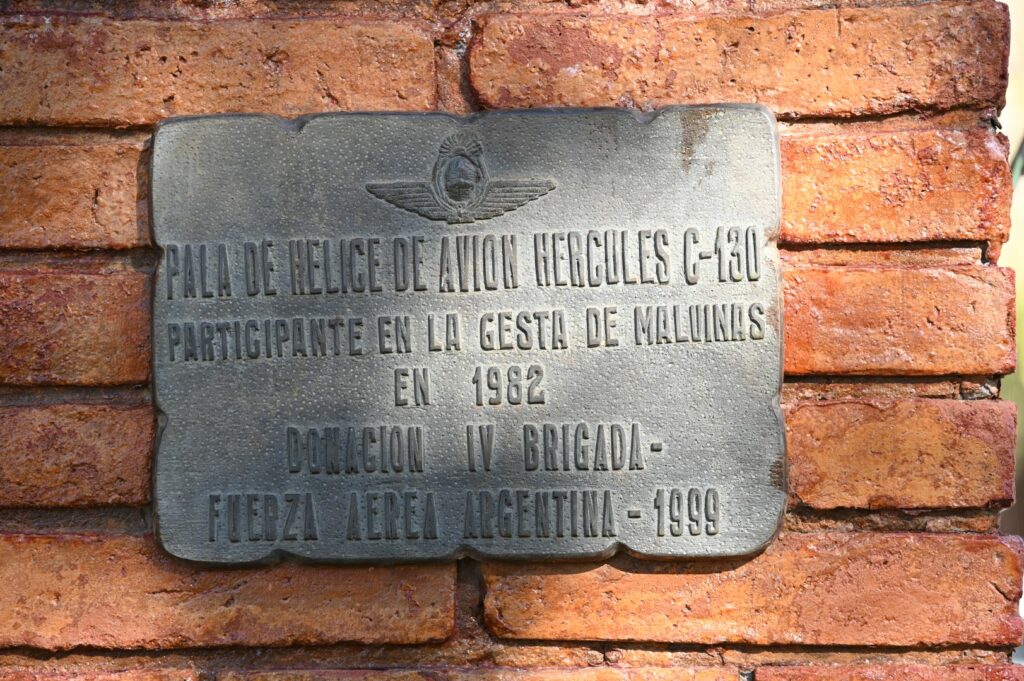 PALA DE HELICE DE AVION HERCULES C-130
PARTICIPANTE EN LA GESTA DE MALVINAS
EN 1982
DONACION IV BRIGADA-
FUERZA AEREA ARGENTINA-1999